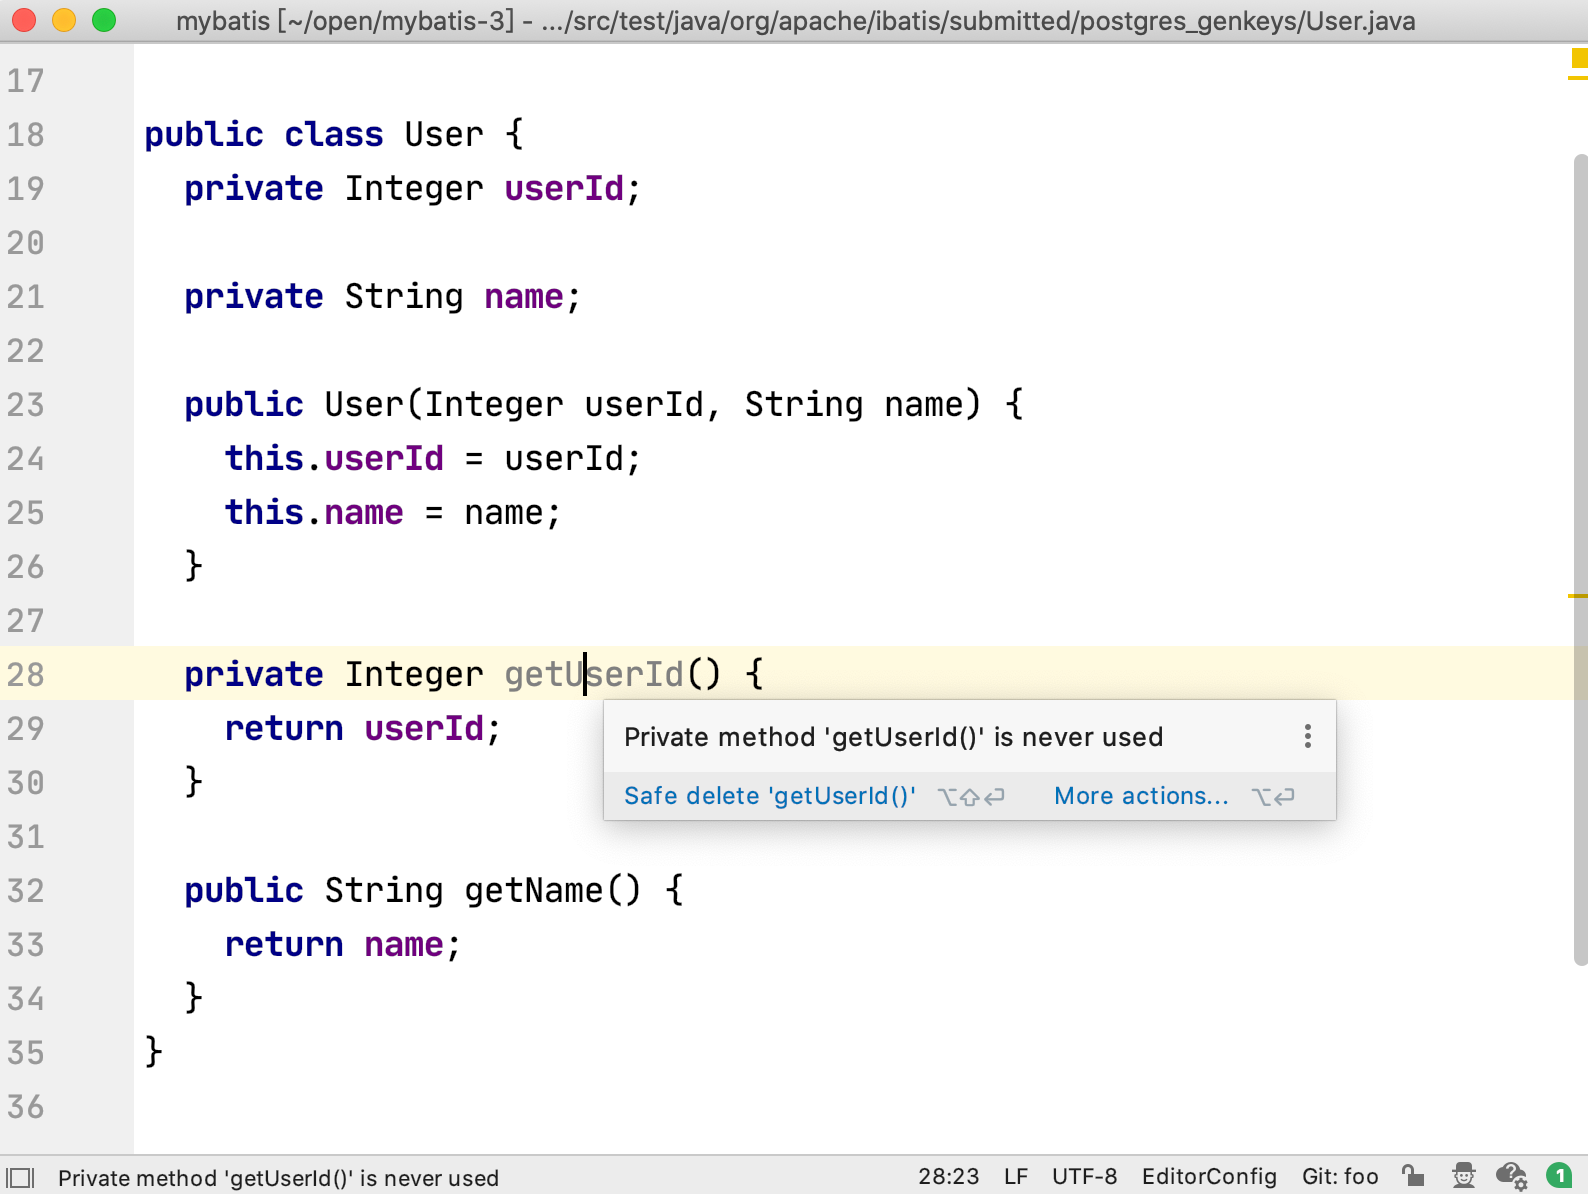 mybatis [~/open/mybatis-3] - .../src/test/java/org/apache/ibatis/submitted/postgres_genkeys/User.java
17
18 public class User {
19 private Integer userId;
20
21 private String name;
22
23 public User(Integer userId, String name) {
24 this.userId = userId;
25 this.name = name;
26 }
27
28 private Integer getUserId() {
29 return userId;
Private method 'getUserId()' is never used
30 }
Safe delete 'getUserId()' ⌥⇧⏎ More actions... ⌥⏎
31
32 public String getName() {
33 return name;
34 }
35 }
36
Private method 'getUserId()' is never used 28:23 LF UTF-8 EditorConfig Git: foo 1